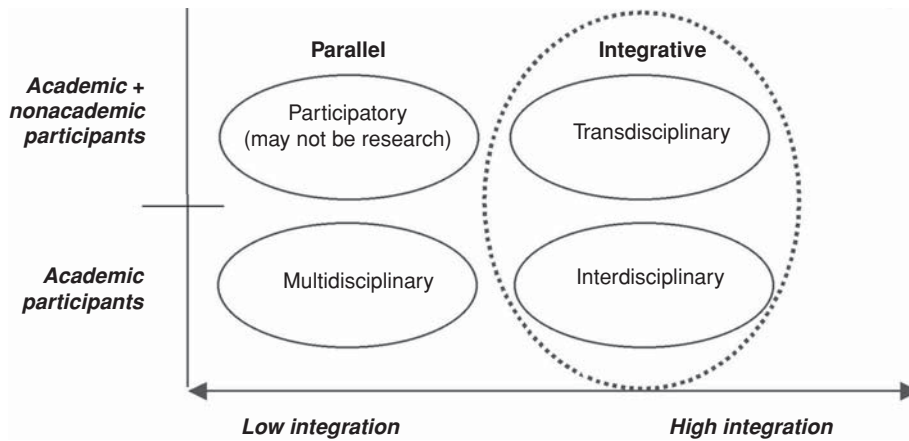 Parallel
Integrative
Academic +
nonacademic
participants
Participatory
(may not be research)
Transdisciplinary
Academic
participants
Multidisciplinary
Interdisciplinary
Low integration
High integration